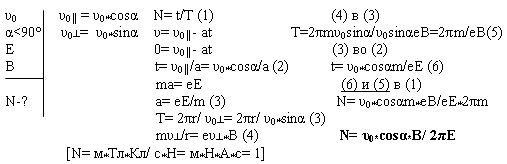 υ₀ υ₀‖ = υ₀*cosα N= t/T (1) (4) в (3)
α<90° υ₀⊥= υ₀*sinα υ= υ₀‖- at T=2πmυ₀sinα/υ₀sinαeB=2πm/eB(5)
E 0= υ₀‖- at (3) во (2)
B t= υ₀‖/a= υ₀*cosα/a (2) t= υ₀*cosαm/eE (6)
ma= eE (6) и (5) в (1)
N-? a= eE/m (3) N= υ₀*cosαm*eB/eE*2πm
T= 2πr/ υ₀⊥= 2πr/ υ₀*sinα (3)
mυ⊥/r= eυ⊥*B (4) N= υ₀*cosα*B/ 2πE
[N= м*Тл*Кл/ с*Н= м*Н*А*с= 1]